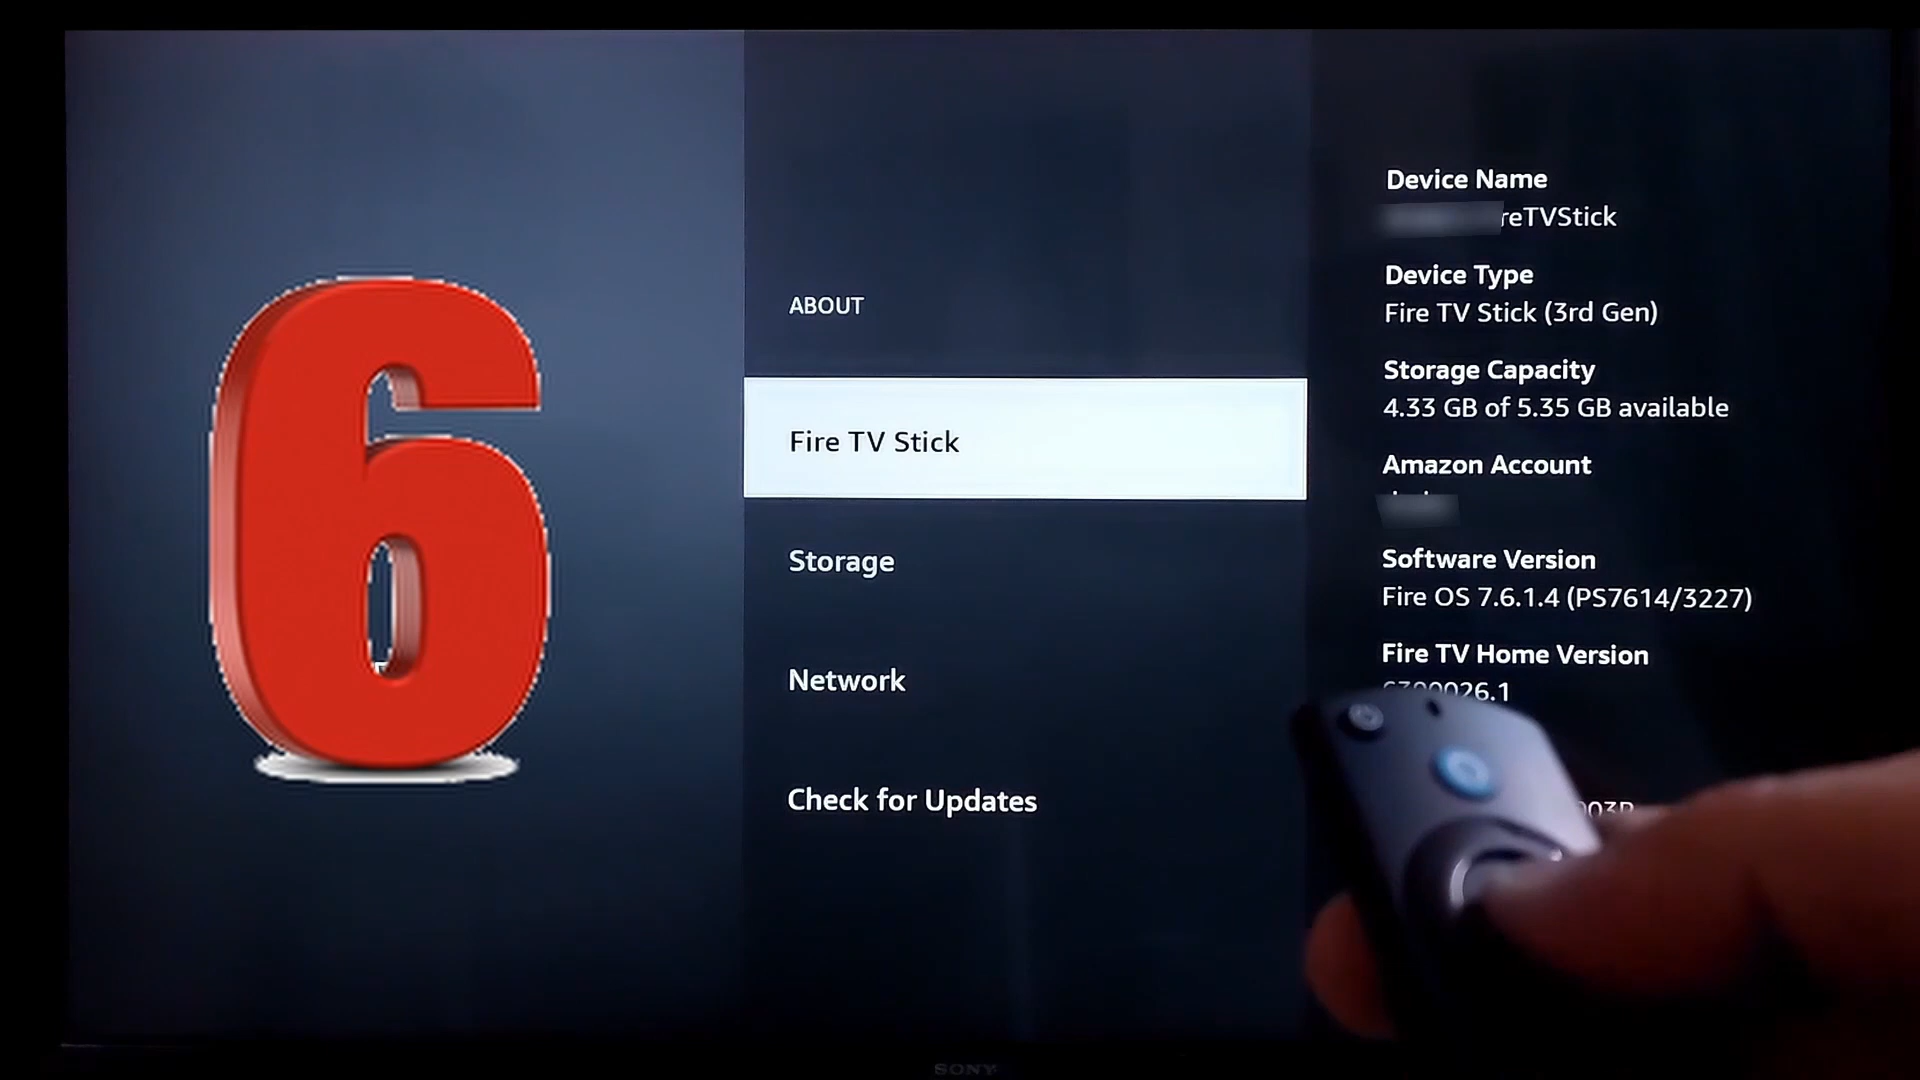 6
ABOUT
Fire TV Stick
Storage
Network
Check for Updates
Device Name
reTVStick
Device Type
Fire TV Stick (3rd Gen)
Storage Capacity
4.33 GB of 5.35 GB available
Amazon Account
Software Version
Fire OS 7.6.1.4 (PS7614/3227)
Fire TV Home Version
26.1
SONY